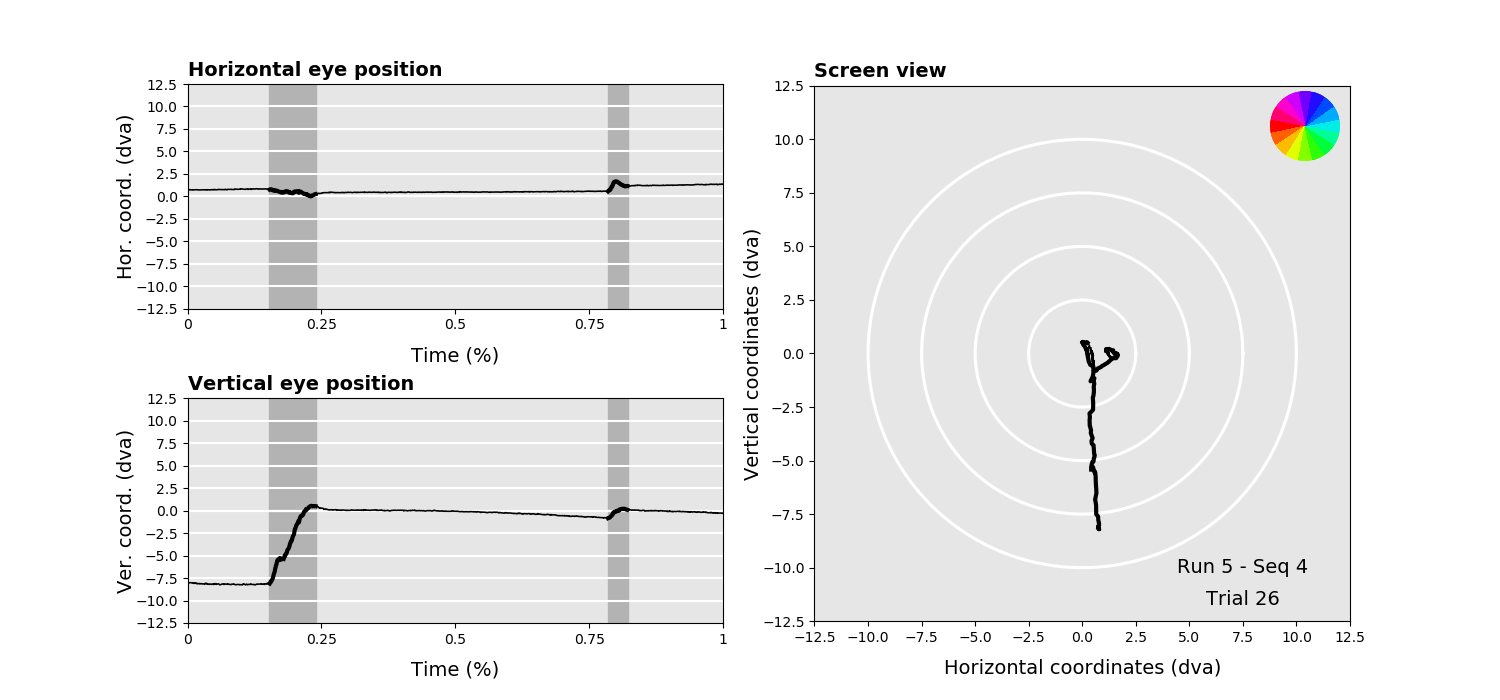 Horizontal eye position
12.5
10.0
7.5
5.0
2.5
0.0
−2.5
−5.0
−7.5
−10.0
−12.5
Hor. coord. (dva)
0 0.25 0.5 0.75 1
Time (%)
Vertical eye position
12.5
10.0
7.5
5.0
2.5
0.0
−2.5
−5.0
−7.5
−10.0
−12.5
Ver. coord. (dva)
0 0.25 0.5 0.75 1
Time (%)
Screen view
12.5
10.0
7.5
5.0
2.5
0.0
−2.5
−5.0
−7.5
−10.0
−12.5
Vertical coordinates (dva)
Run 5 - Seq 4
Trial 26
−12.5 −10.0 −7.5 −5.0 −2.5 0.0 2.5 5.0 7.5 10.0 12.5
Horizontal coordinates (dva)